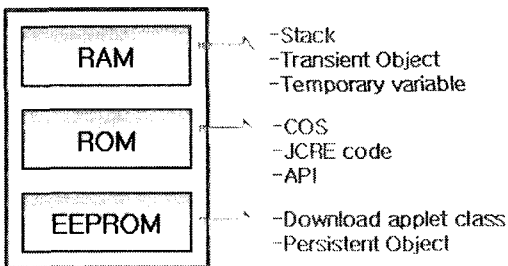 RAM
-Stack
-Transient Object
-Temporary variable
ROM
-COS
-JCRE code
-API
EEPROM
-Download applet class
-Persistent Object